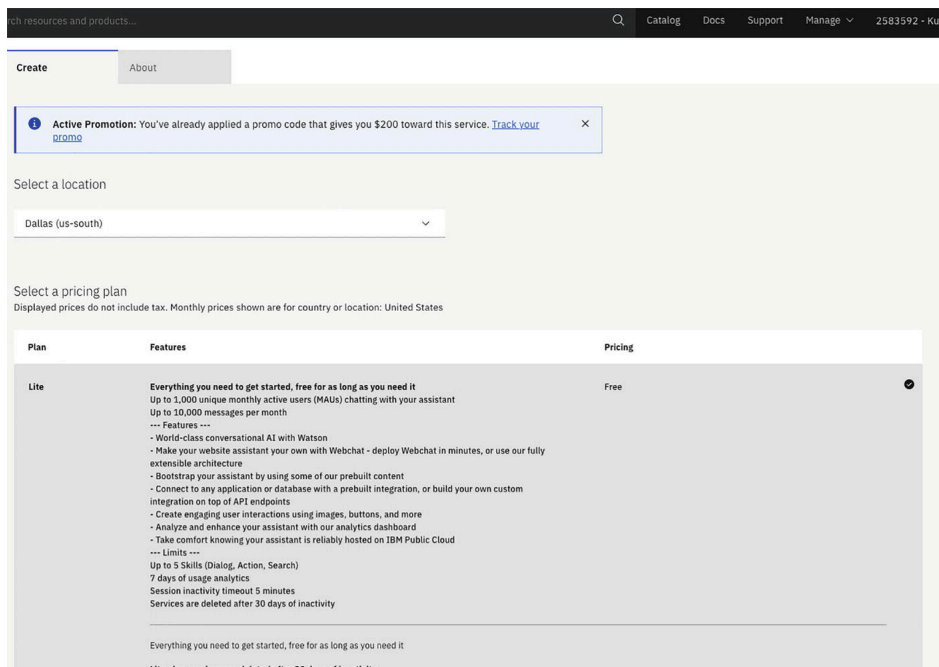 rch resources and products...
Catalog
Docs
Support
Manage
2583592 - Ku
Create
About
Active Promotion: You've already applied a promo code that gives you $200 toward this service. Track your
promo
Select a location
Dallas (us-south)
Select a pricing plan
Displayed prices do not include tax. Monthly prices shown are for country or location: United States
Plan
Features
Pricing
Lite
Everything you need to get started, free for as long as you need it
Free
Up to 1,000 unique monthly active users (MAUs) chatting with your assistant
Up to 10,000 messages per month
--- Features ---
- World-class conversational AI with Watson
- Make your website assistant your own with Webchat - deploy Webchat in minutes, or use our fully
extensible architecture
- Bootstrap your assistant by using some of our prebuilt content
- Connect to any application or database with a prebuilt integration, or build your own custom
integration on top of API endpoints
- Create engaging user interactions using images, buttons, and more
- Analyze and enhance your assistant with our analytics dashboard
- Take comfort knowing your assistant is reliably hosted on IBM Public Cloud
--- Limits ---
Up to 5 Skills (Dialog, Action, Search)
7 days of usage analytics
Session inactivity timeout 5 minutes
Services are deleted after 30 days of inactivity
Everything you need to get started, free for as long as you need it